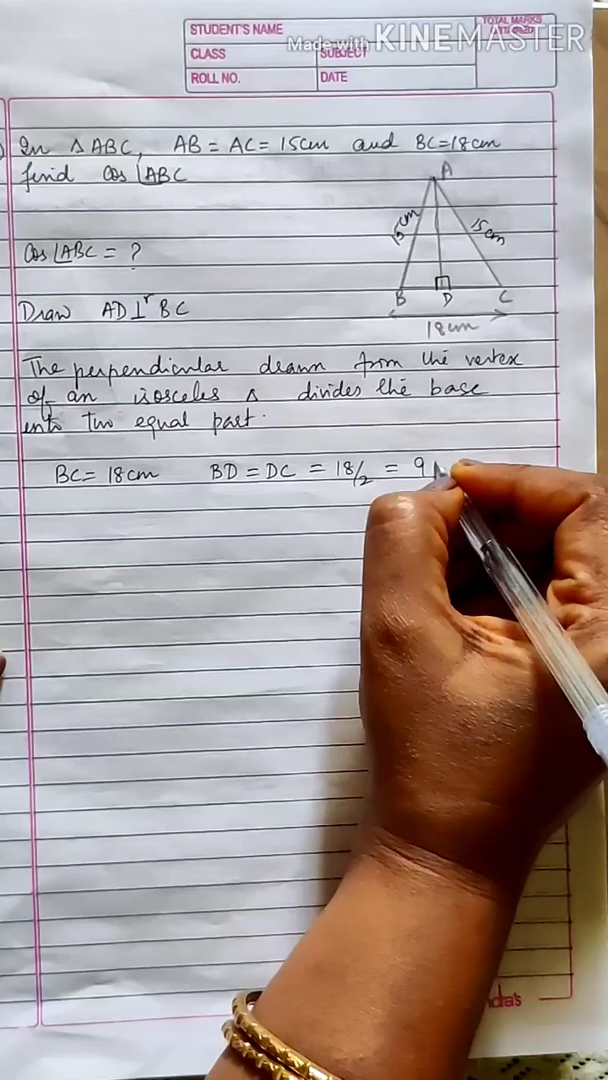 STUDENT'S NAME
TOTAL MARKS
Made with KINEMASTER
CLASS
SUBJECT
ROLL NO.
DATE
In △ ABC, AB = AC = 15cm and BC = 18cm
find Cos ∠ABC
A
15cm
15cm
B
D
C
18cm
Cos ∠ABC = ?
Draw AD ⊥r BC
The perpendicular drawn from the vertex
of an isosceles △ divides the base
into two equal part.
BC = 18cm BD = DC = 18/2 = 9